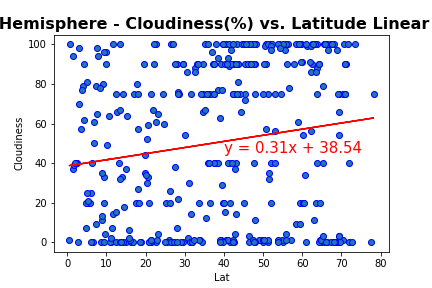 Hemisphere - Cloudiness(%) vs. Latitude Linear
100
80
60
40
20
0
Cloudiness
y = 0.31x + 38.54
0 10 20 30 40 50 60 70 80
Lat